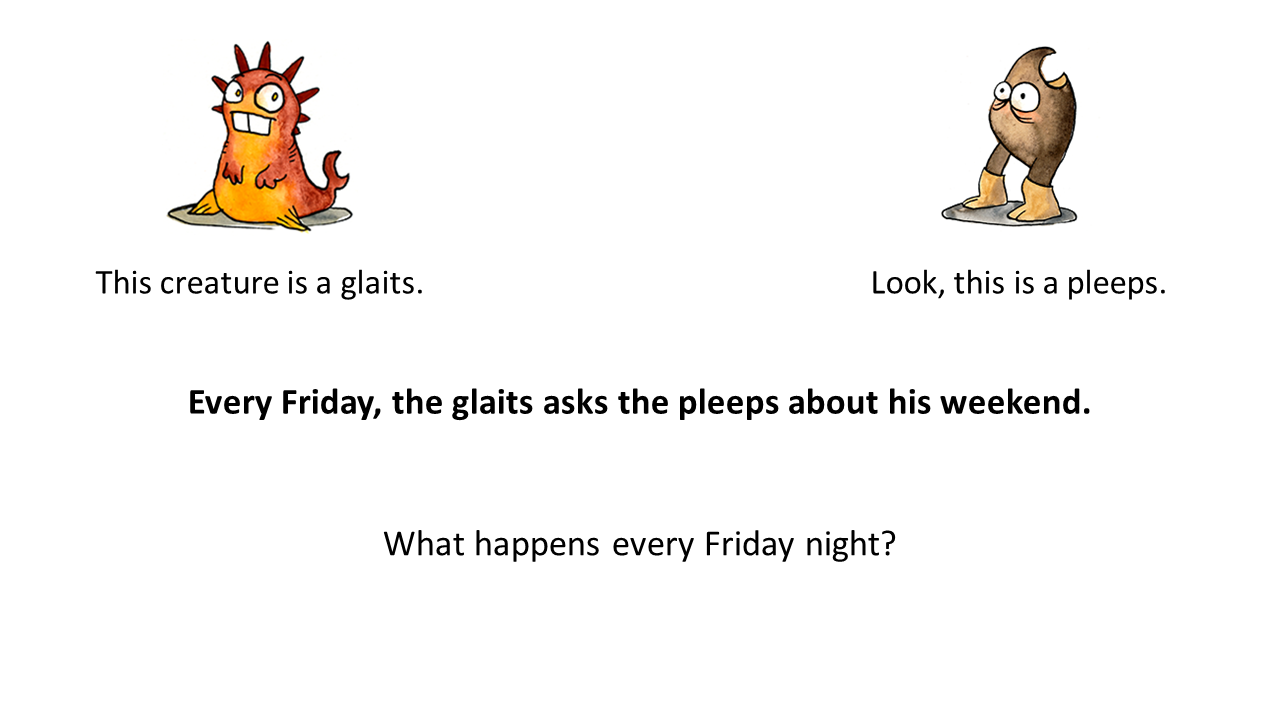 This creature is a glaits.
Look, this is a pleeps.
Every Friday, the glaits asks the pleeps about his weekend.
What happens every Friday night?